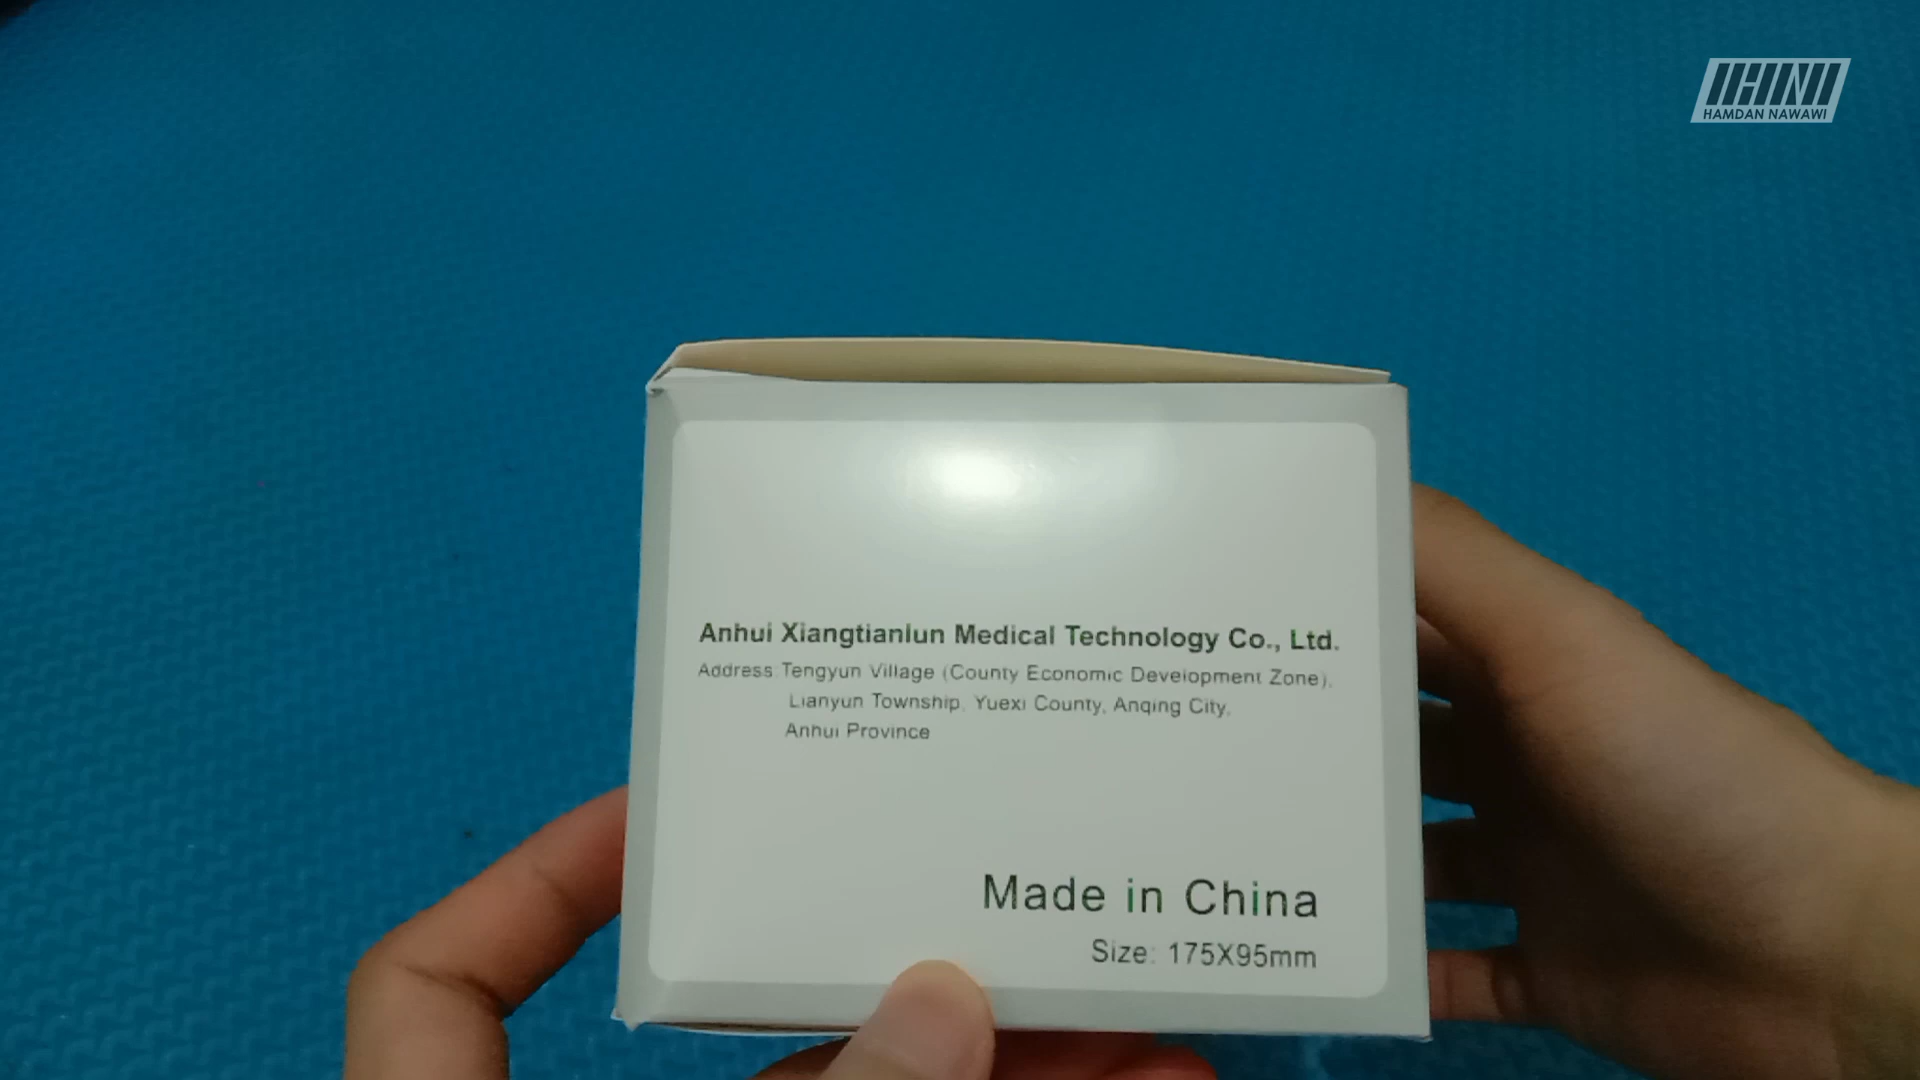 HN
HAMDAN NAWAWI
Anhui Xiangtianlun Medical Technology Co., Ltd.
Address:Tengyun Village (County Economic Development Zone),
Lianyun Township, Yuexi County, Anqing City,
Anhui Province
Made in China
Size: 175X95mm